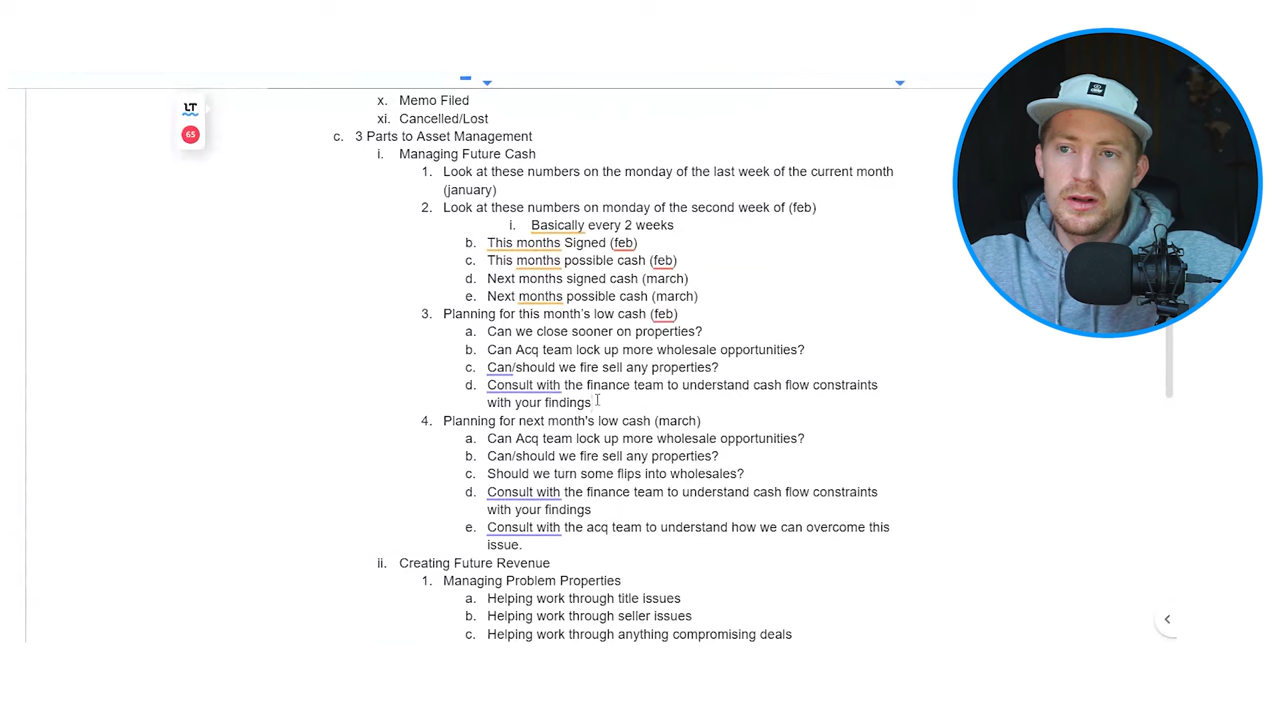 x. Memo Filed
xi. Cancelled/Lost
c. 3 Parts to Asset Management
i. Managing Future Cash
1. Look at these numbers on the monday of the last week of the current month
(january)
2. Look at these numbers on monday of the second week of (feb)
i. Basically every 2 weeks
b. This months Signed (feb)
c. This months possible cash (feb)
d. Next months signed cash (march)
e. Next months possible cash (march)
3. Planning for this month's low cash (feb)
a. Can we close sooner on properties?
b. Can Acq team lock up more wholesale opportunities?
c. Can/should we fire sell any properties?
d. Consult with the finance team to understand cash flow constraints
with your findings
4. Planning for next month's low cash (march)
a. Can Acq team lock up more wholesale opportunities?
b. Can/should we fire sell any properties?
c. Should we turn some flips into wholesales?
d. Consult with the finance team to understand cash flow constraints
with your findings
e. Consult with the acq team to understand how we can overcome this
issue.
ii. Creating Future Revenue
1. Managing Problem Properties
a. Helping work through title issues
b. Helping work through seller issues
c. Helping work through anything compromising deals
LT
65